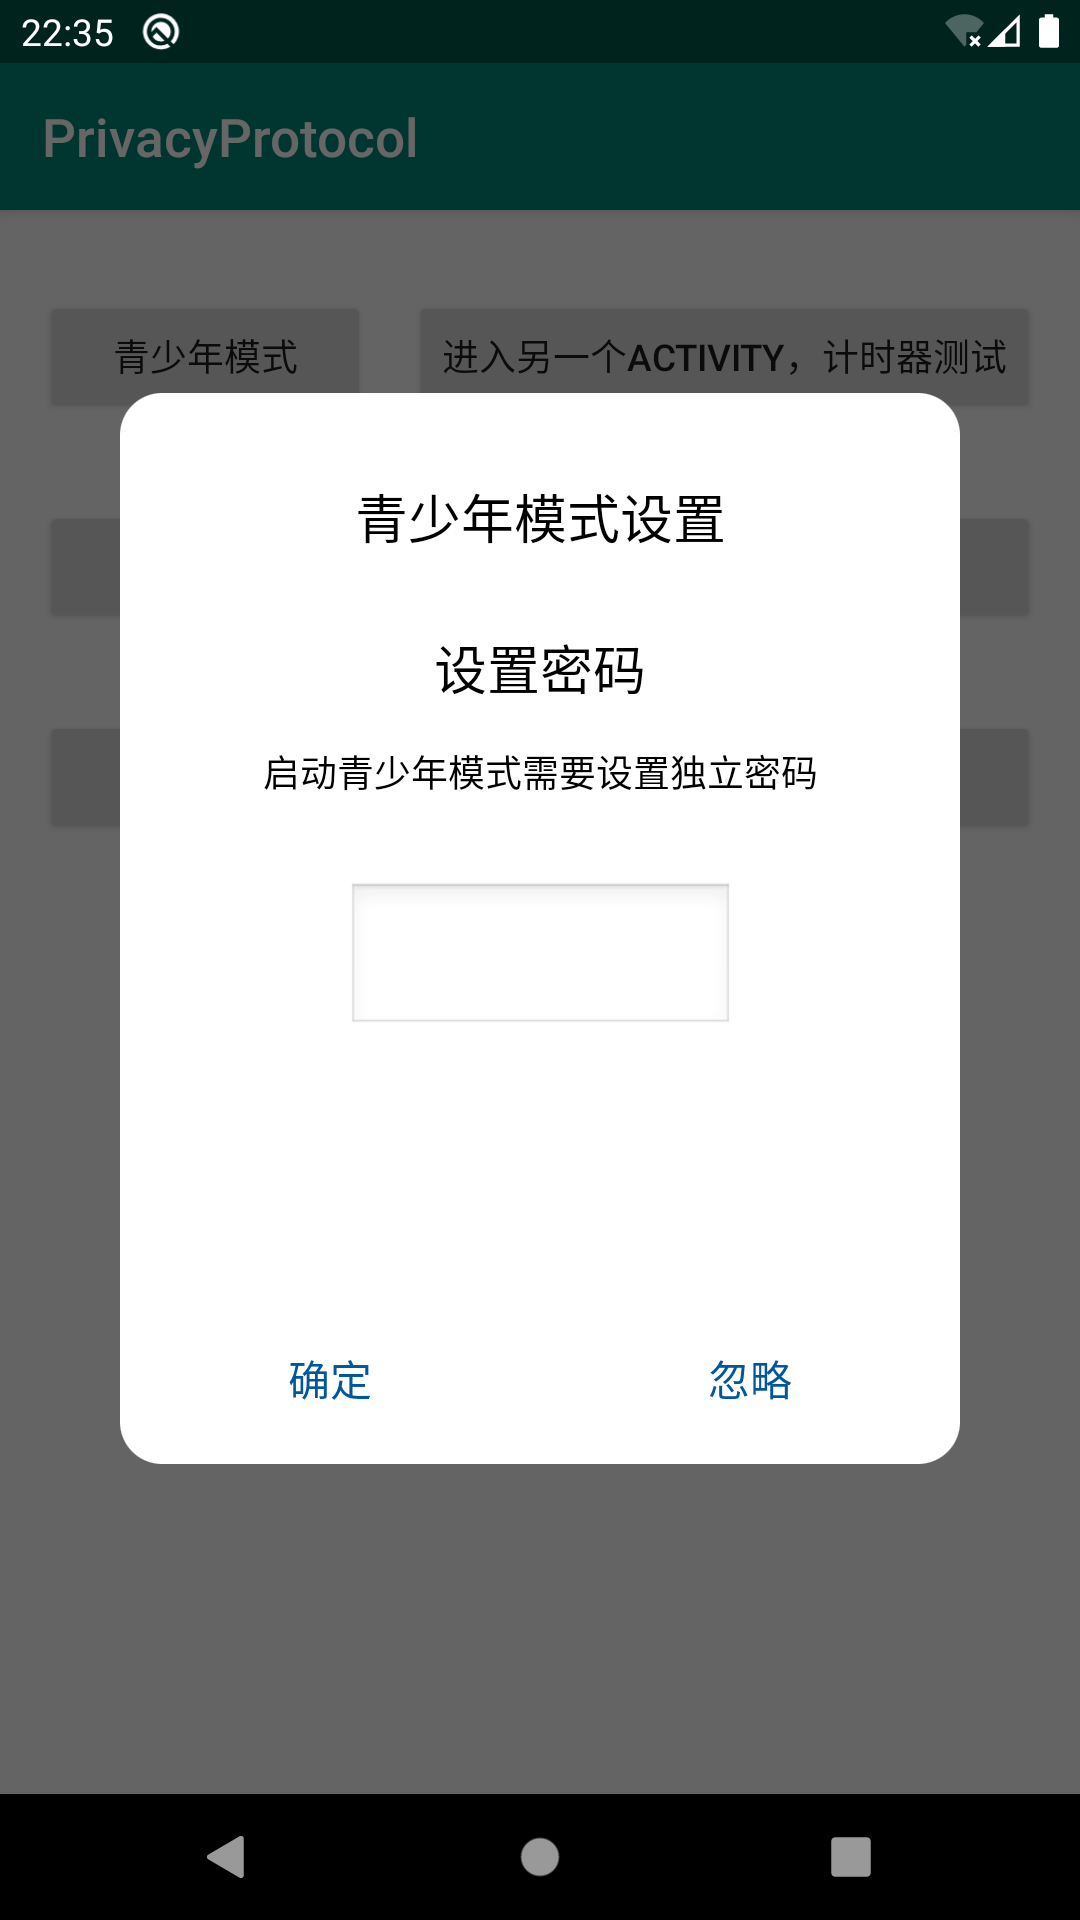 22:35
PrivacyProtocol
青少年模式
进入另一个ACTIVITY，计时器测试
青少年模式设置
设置密码
启动青少年模式需要设置独立密码
确定
忽略